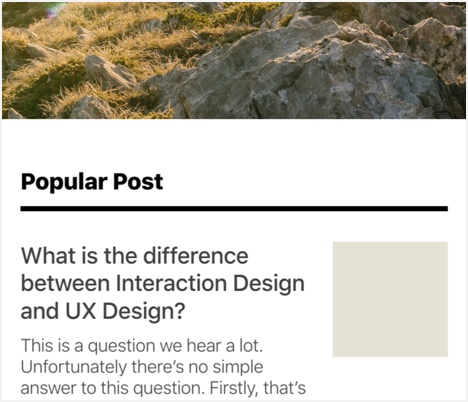 Popular Post
What is the difference
between Interaction Design
and UX Design?
This is a question we hear a lot.
Unfortunately there’s no simple
answer to this question. Firstly, that’s